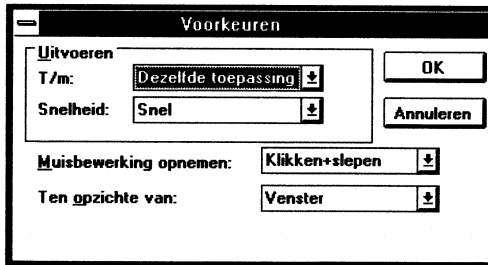 Voorkeuren
Uitvoeren
T/m: Dezelfde toepassing
Snelheid: Snel
OK
Annuleren
Muisbewerking opnemen: Klikken+slepen
Ten opzichte van: Venster